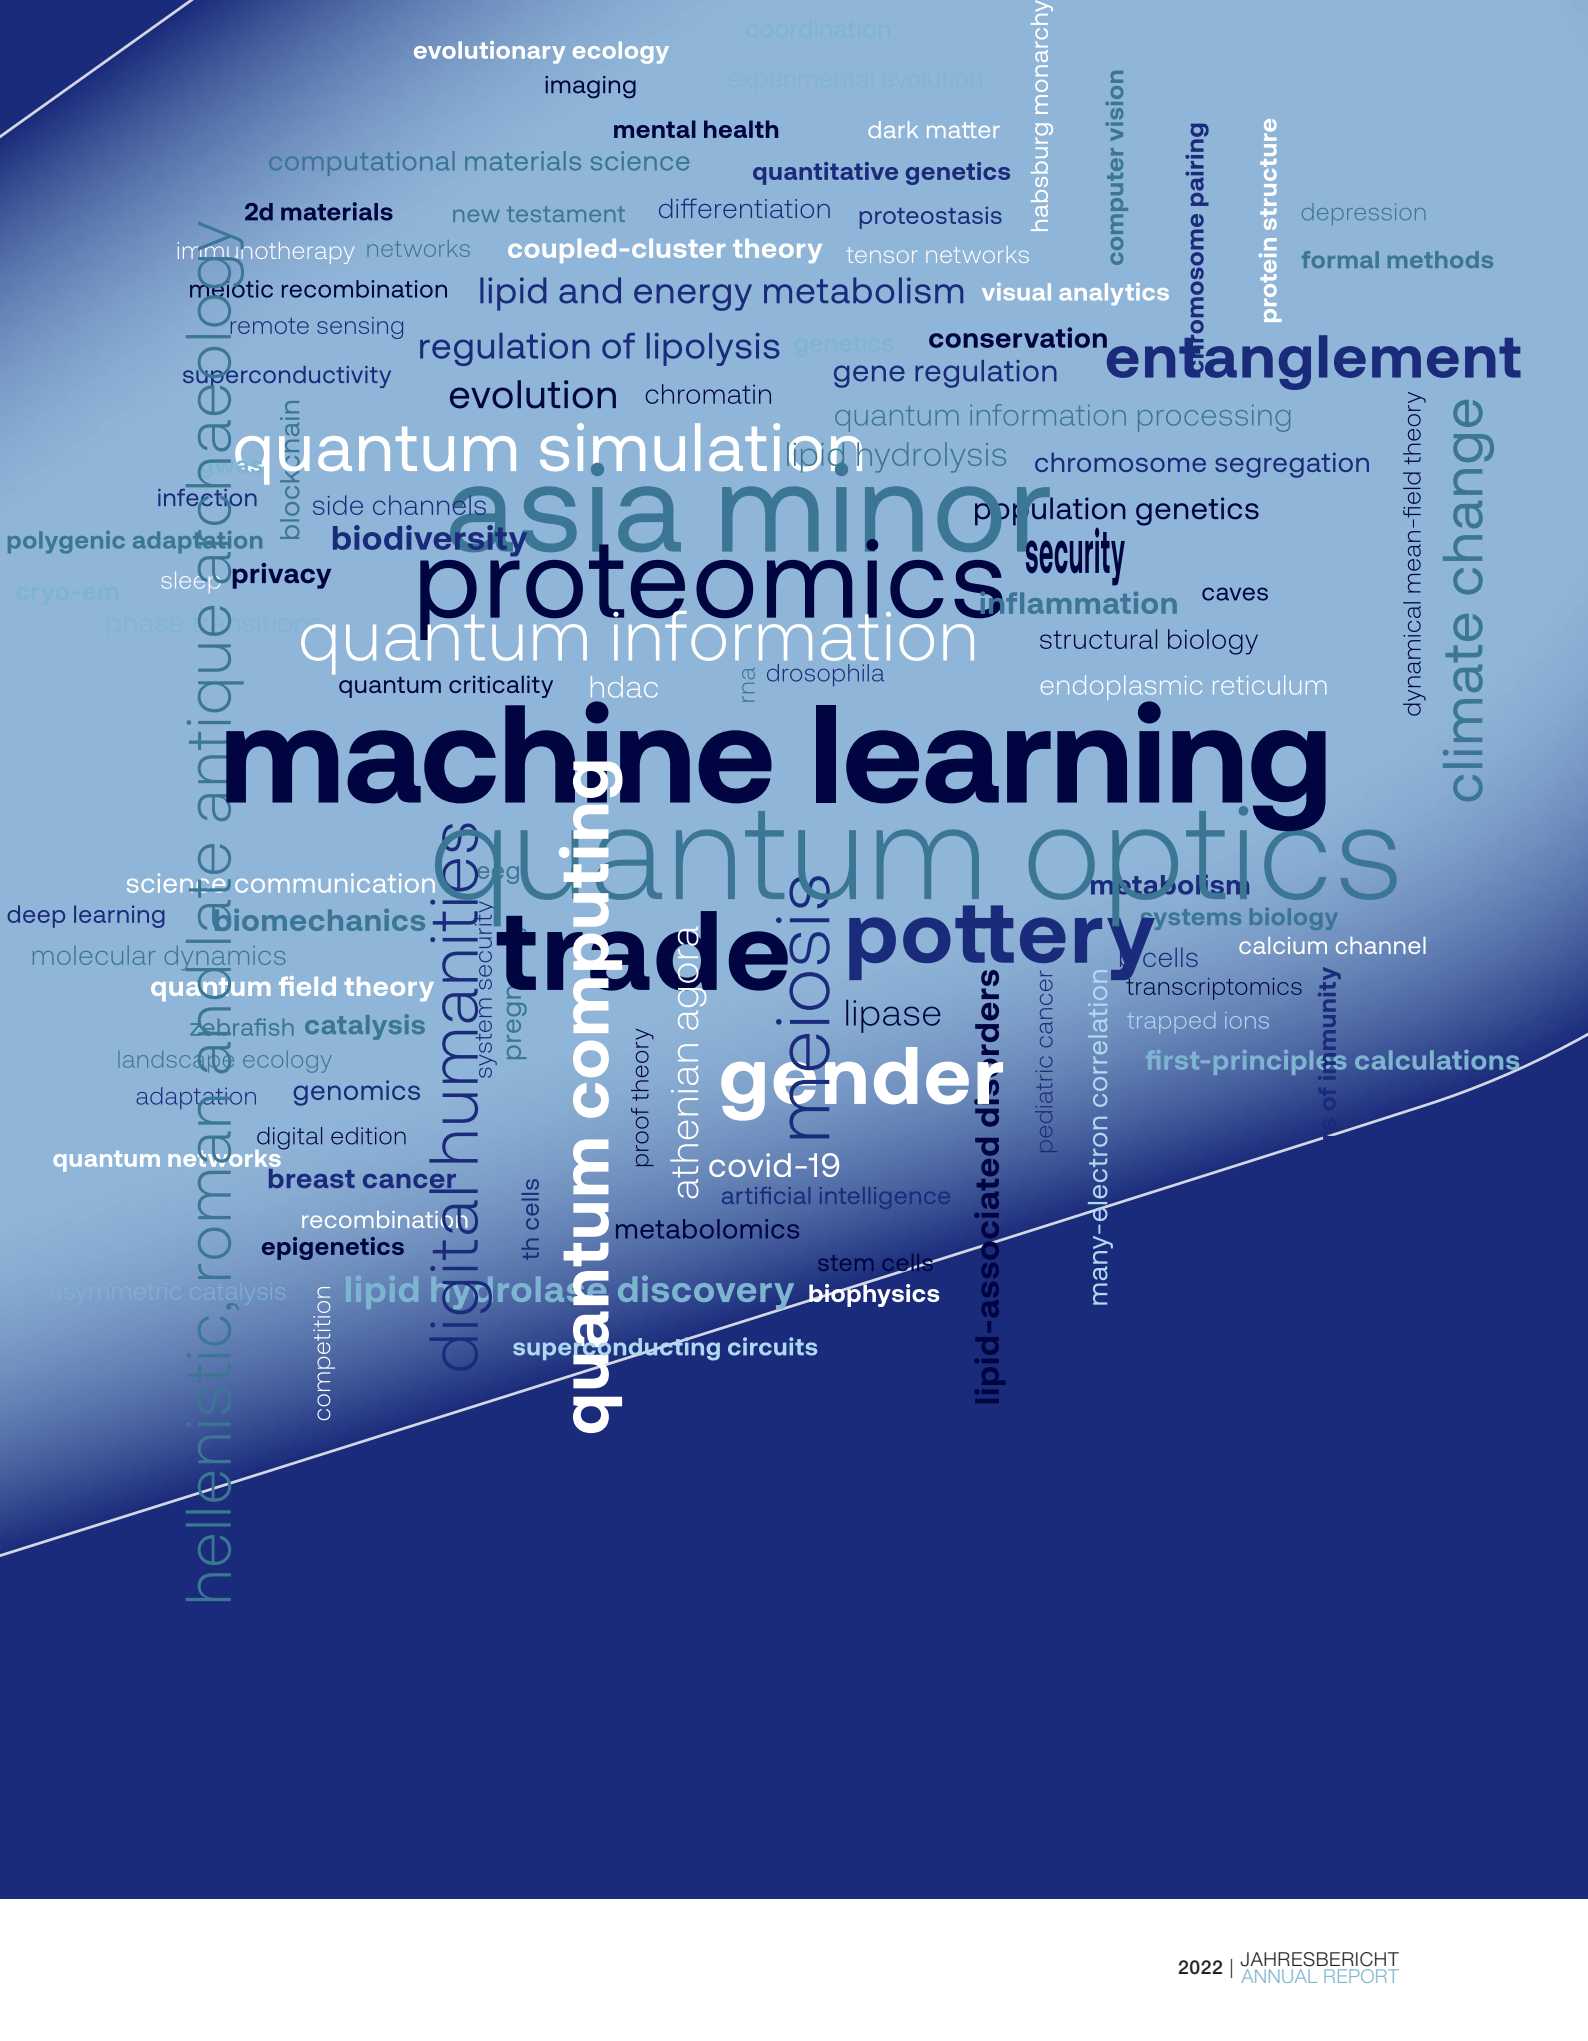 coordination
evolutionary ecology
imaging
experimental evolution
habsburg monarchy
computer vision
mental health
dark matter
chromosome pairing
protein structure
computational materials science
quantitative genetics
2d materials
new testament
differentiation
proteostasis
depression
immunotherapy
networks
coupled-cluster theory
tensor networks
formal methods
meiotic recombination
lipid and energy metabolism
visual analytics
remote sensing
regulation of lipolysis
genetics
conservation
entanglement
superconductivity
evolution
chromatin
gene regulation
quantum information processing
blockchain
quantum simulation
lipid hydrolysis
chromosome segregation
dynamical mean-field theory
climate change
gwas
infection
side channels
asia minor
population genetics
polygenic adaptation
biodiversity
security
cryo-em
sleep
privacy
proteomics
inflammation
caves
phase transitions
quantum information
structural biology
quantum criticality
hdac
rna
drosophila
endoplasmic reticulum
machine learning
quantum optics
hellenistic, roman and late antique archaeology
science communication
eeg
metabolism
deep learning
biomechanics
digital humanities
system security
trade
quantum computing
meiosis
pottery
systems biology
molecular dynamics
cells
calcium channel
quantum field theory
transcriptomics
zebrafish
catalysis
pregn
athenian agora
lipase
lipid-associated disorders
pediatric cancer
many-electron correlation
trapped ions
s of immunity
landscape ecology
proof theory
gender
first-principles calculations
adaptation
genomics
digital edition
quantum networks
breast cancer
covid-19
th cells
artificial intelligence
recombination
metabolomics
epigenetics
stem cells
asymmetric catalysis
competition
lipid hydrolase discovery
biophysics
superconducting circuits
2022 | JAHRESBERICHT
ANNUAL REPORT